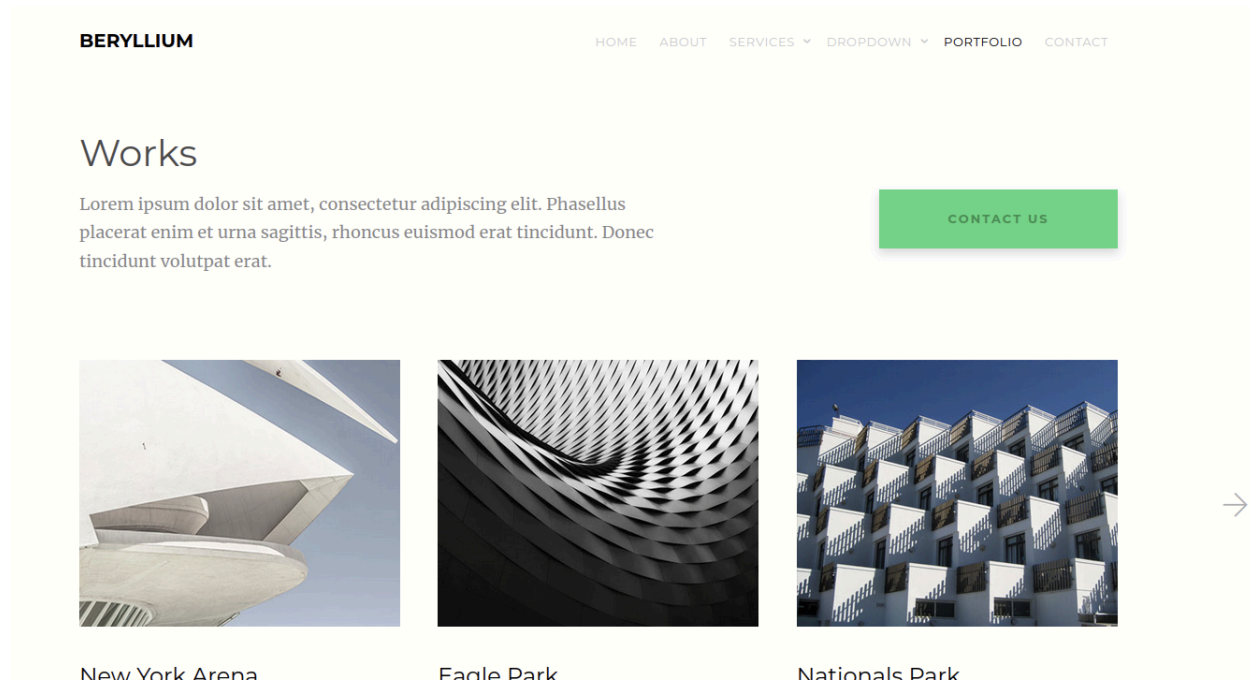 BERYLLIUM
HOME ABOUT SERVICES DROPDOWN PORTFOLIO CONTACT
Works
Lorem ipsum dolor sit amet, consectetur adipiscing elit. Phasellus
placerat enim et urna sagittis, rhoncus euismod erat tincidunt. Donec
tincidunt volutpat erat.
CONTACT US
New York Arena
Eagle Park
Nationals Park